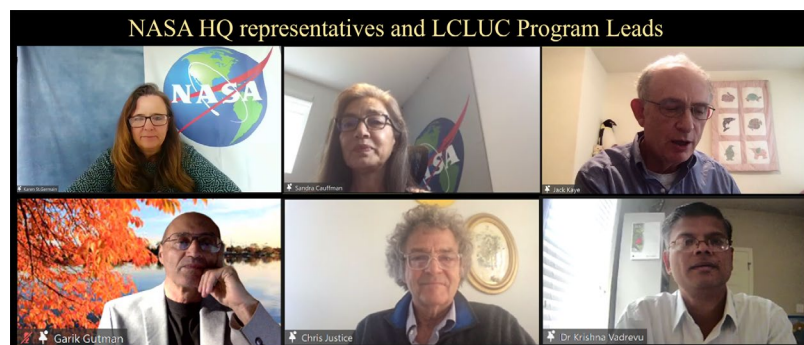 NASA HQ representatives and LCLUC Program Leads
NASA
NASA
Karen St.Germain
Sandra Cauffman
Jack Kaye
Garik Gutman
Chris Justice
Dr Krishna Vadrevu